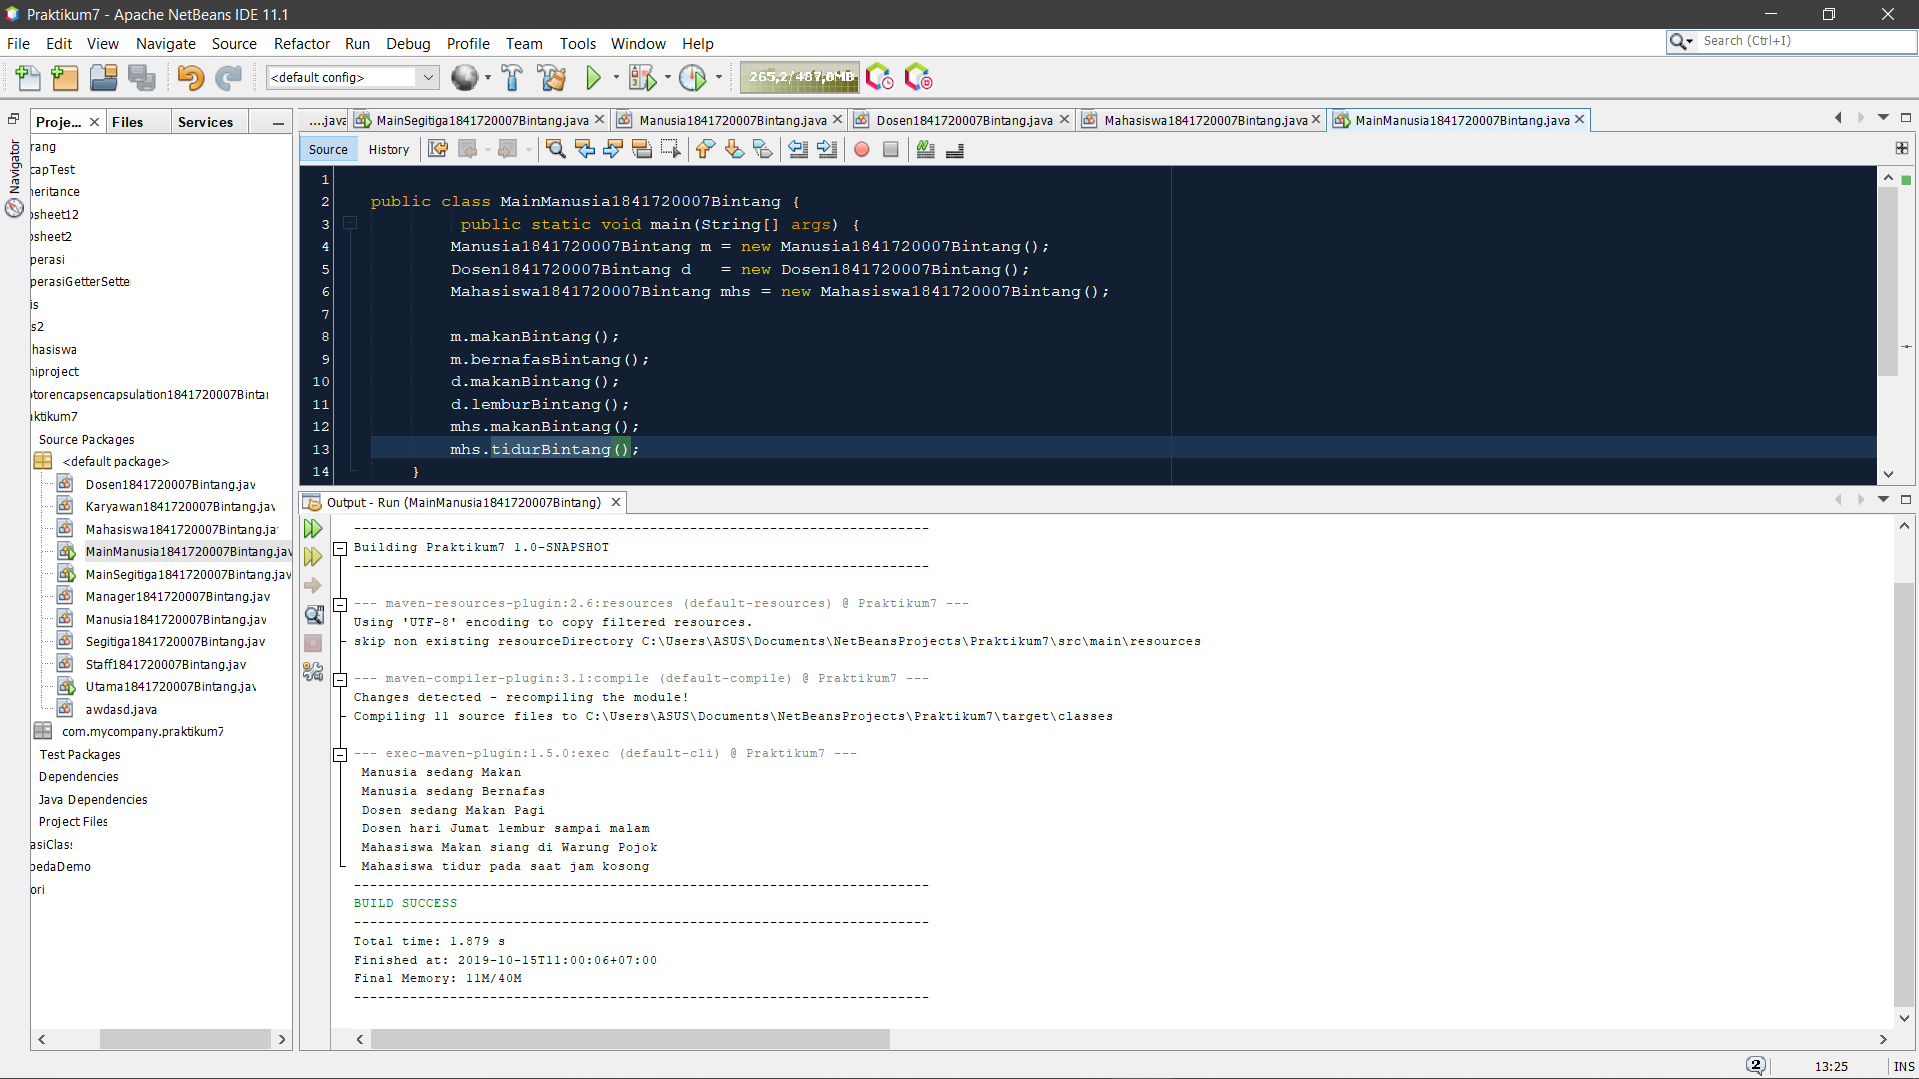 Praktikum7 - Apache NetBeans IDE 11.1
File Edit View Navigate Source Refactor Run Debug Profile Team Tools Window Help
Search (Ctrl+I)
<default config>
265,2/487,0MB
Proje... Files Services
Navigator
rang
capTest
heritance
bsheet12
bsheet2
perasi
perasiGetterSette
is
s2
hasiswa
niproject
otorencapsencapsulation1841720007Binta
aktikum7
Source Packages
<default package>
Dosen1841720007Bintang.jav
Karyawan1841720007Bintang.jav
Mahasiswa1841720007Bintang.ja
MainManusia1841720007Bintang.jav
MainSegitiga1841720007Bintang.jav
Manager1841720007Bintang.jav
Manusia1841720007Bintang.jav
Segitiga1841720007Bintang.jav
Staff1841720007Bintang.jav
Utama1841720007Bintang.jav
awdasd.java
com.mycompany.praktikum7
Test Packages
Dependencies
Java Dependencies
Project Files
asiClass
pedaDemo
ori
....java MainSegitiga1841720007Bintang.java Manusia1841720007Bintang.java Dosen1841720007Bintang.java Mahasiswa1841720007Bintang.java MainManusia1841720007Bintang.java
Source History
1
2 public class MainManusia1841720007Bintang {
3 public static void main(String[] args) {
4 Manusia1841720007Bintang m = new Manusia1841720007Bintang();
5 Dosen1841720007Bintang d = new Dosen1841720007Bintang();
6 Mahasiswa1841720007Bintang mhs = new Mahasiswa1841720007Bintang();
7
8 m.makanBintang();
9 m.bernafasBintang();
10 d.makanBintang();
11 d.lemburBintang();
12 mhs.makanBintang();
13 mhs.tidurBintang();
14 }
Output - Run (MainManusia1841720007Bintang)
------------------------------------------------------------------------
Building Praktikum7 1.0-SNAPSHOT
------------------------------------------------------------------------
--- maven-resources-plugin:2.6:resources (default-resources) @ Praktikum7 ---
Using 'UTF-8' encoding to copy filtered resources.
skip non existing resourceDirectory C:\Users\ASUS\Documents\NetBeansProjects\Praktikum7\src\main\resources
--- maven-compiler-plugin:3.1:compile (default-compile) @ Praktikum7 ---
Changes detected - recompiling the module!
Compiling 11 source files to C:\Users\ASUS\Documents\NetBeansProjects\Praktikum7\target\classes
--- exec-maven-plugin:1.5.0:exec (default-cli) @ Praktikum7 ---
Manusia sedang Makan
Manusia sedang Bernafas
Dosen sedang Makan Pagi
Dosen hari Jumat lembur sampai malam
Mahasiswa Makan siang di Warung Pojok
Mahasiswa tidur pada saat jam kosong
------------------------------------------------------------------------
BUILD SUCCESS
------------------------------------------------------------------------
Total time: 1.879 s
Finished at: 2019-10-15T11:00:06+07:00
Final Memory: 11M/40M
------------------------------------------------------------------------
2 13:25 INS